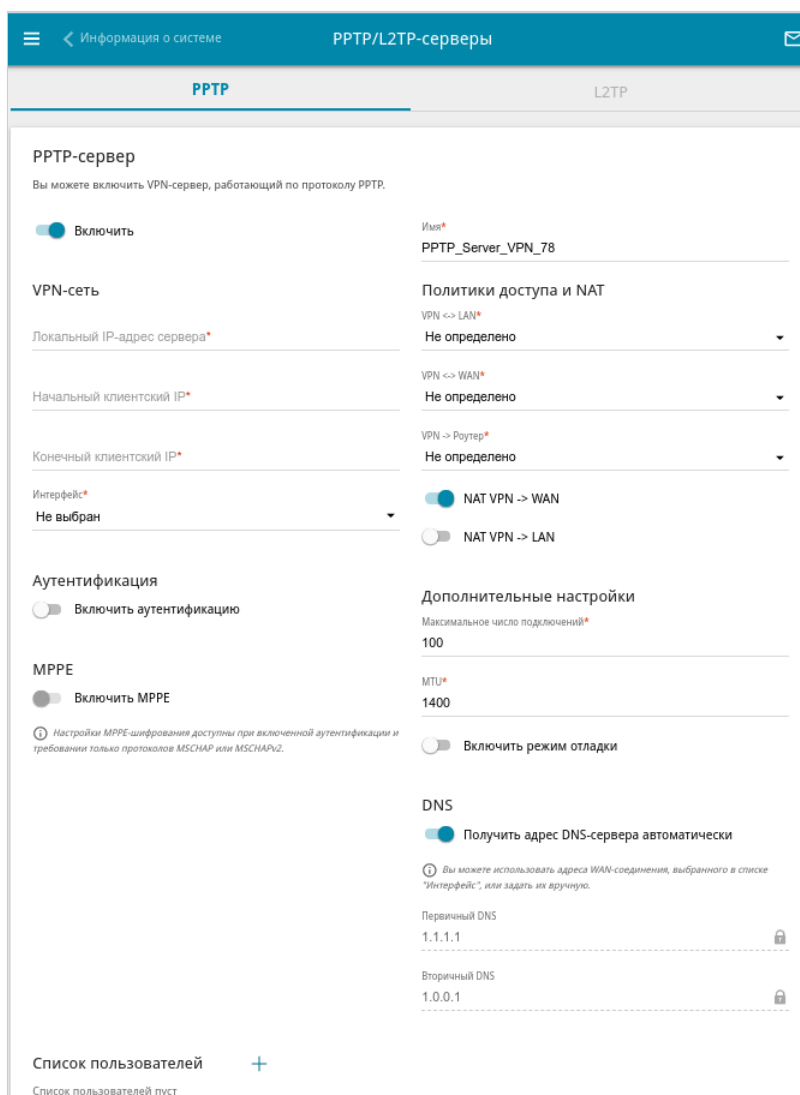 Информация о системе
PPTP/L2TP-серверы
PPTP
L2TP
PPTP-сервер
Вы можете включить VPN-сервер, работающий по протоколу PPTP.
Включить
Имя*
PPTP_Server_VPN_78
VPN-сеть
Локальный IP-адрес сервера*
Начальный клиентский IP*
Конечный клиентский IP*
Интерфейс*
Не выбран
Политики доступа и NAT
VPN <-> LAN*
Не определено
VPN <-> WAN*
Не определено
VPN -> Роутер*
Не определено
NAT VPN -> WAN
NAT VPN -> LAN
Аутентификация
Включить аутентификацию
MPPE
Включить MPPE
Настройки MPPE-шифрования доступны при включенной аутентификации и
требовании только протоколов MSCHAP или MSCHAPv2.
Дополнительные настройки
Максимальное число подключений*
100
MTU*
1400
Включить режим отладки
DNS
Получить адрес DNS-сервера автоматически
Вы можете использовать адреса WAN-соединения, выбранного в списке
"Интерфейс", или задать их вручную.
Первичный DNS
1.1.1.1
Вторичный DNS
1.0.0.1
Список пользователей
Список пользователей пуст